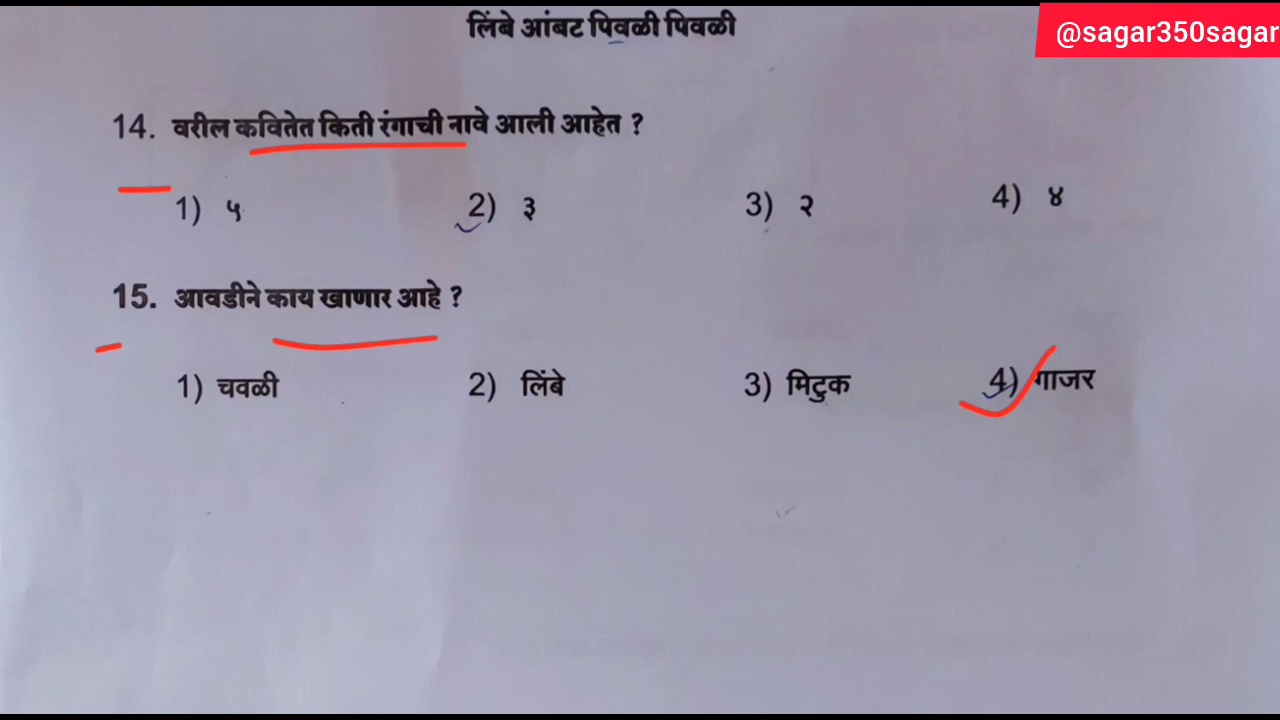 लिंबे आंबट पिवळी पिवळी
@sagar350sagar
14. वरील कवितेत किती रंगाची नावे आली आहेत ?
1) ५ 2) ३ 3) २ 4) ४
15. आवडीने काय खाणार आहे ?
1) चवळी 2) लिंबे 3) मिटुक 4) गाजर